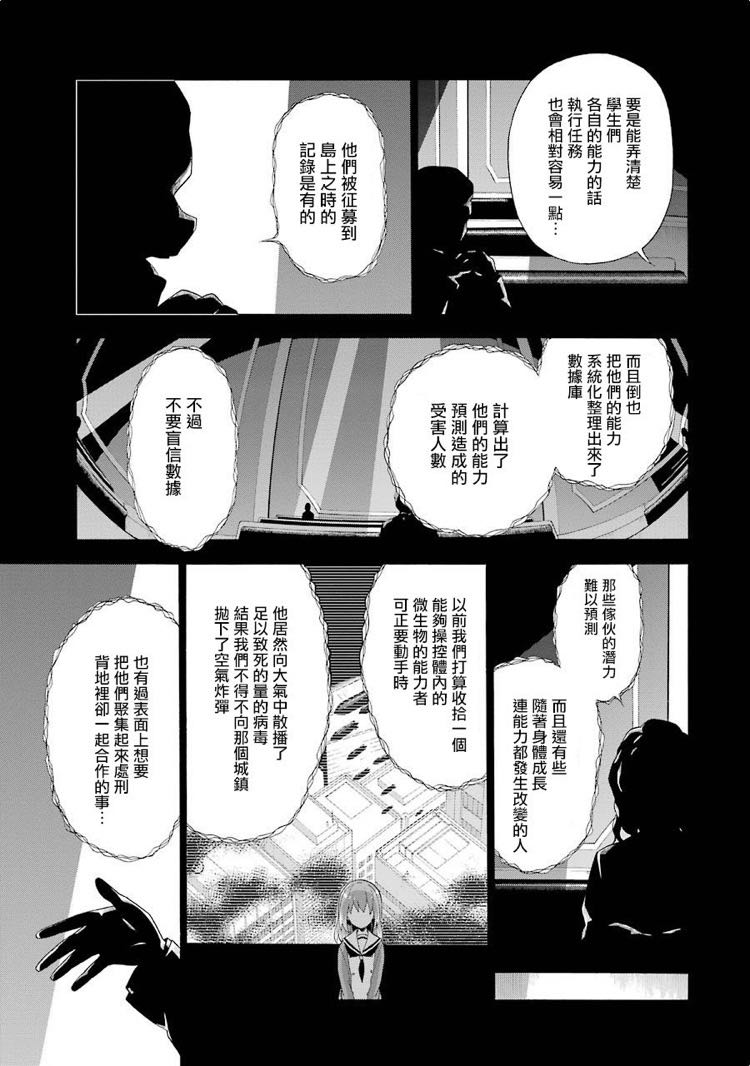 要是能弄清楚
學生們
各自的能力的話
執行任務
也會相對容易一點…
他們被征募到
島上之時的
記錄是有的
而且倒也
把他們的能力
系統化整理出來了
數據庫
計算出了
他們的能力
預測造成的
受害人數
不過
不要盲信數據
那些傢伙的潛力
難以預測
而且還有些
隨著身體成長
連能力都發生改變的人
以前我們打算收拾一個
能夠操控體內的
微生物的能力者
可正要動手時
他居然向大氣中散播了
足以致死的量的病毒
結果我們不得不向那個城鎮
拋下了空氣炸彈
也有過表面上想要
把他們聚集起來處刑
背地裡卻一起合作的事…